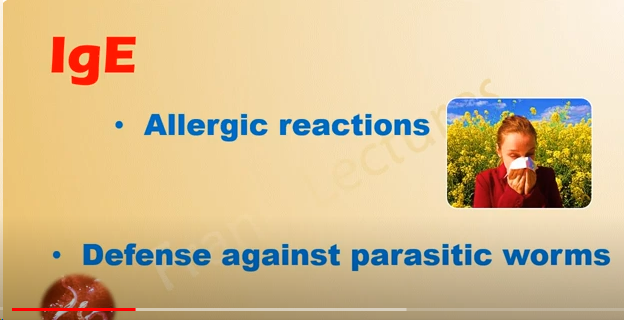 IgE
• Allergic reactions
• Defense against parasitic worms